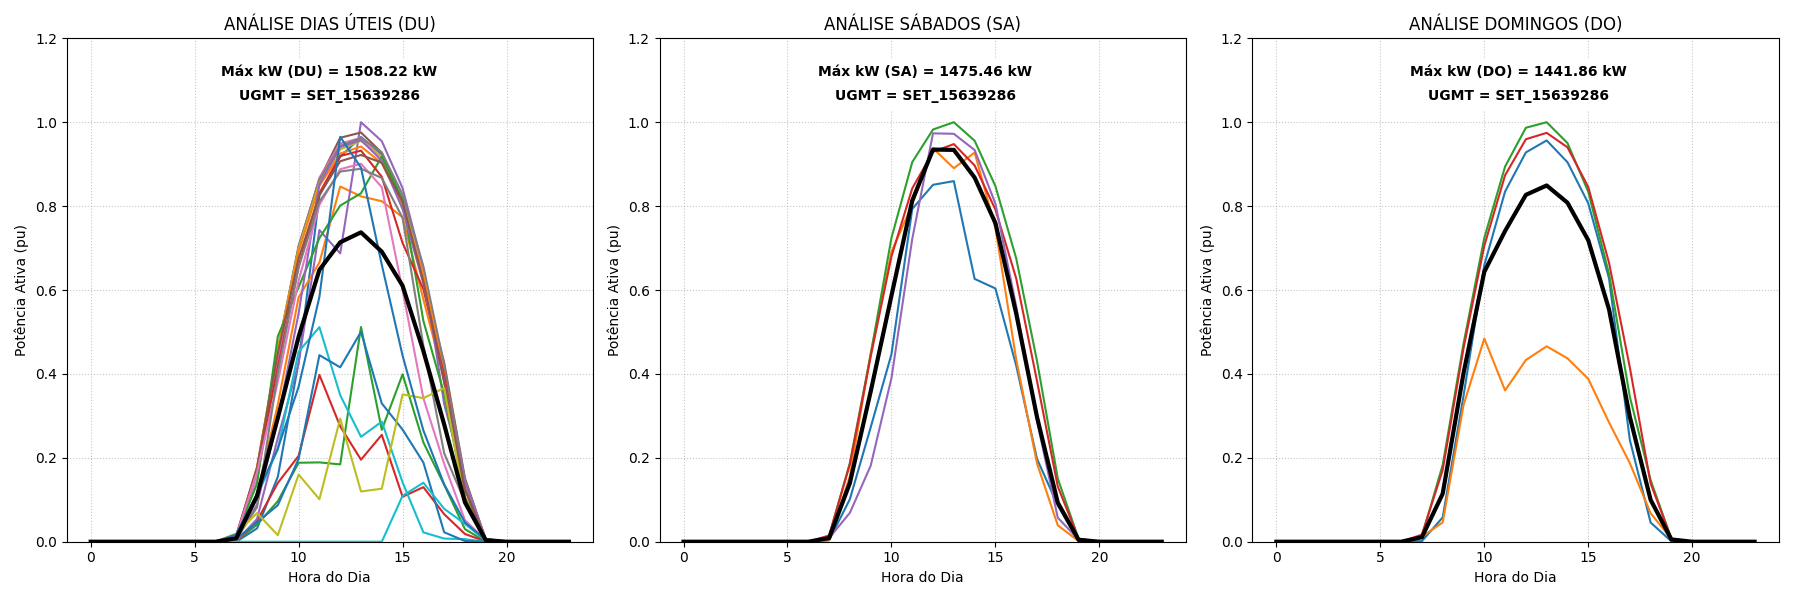 ANÁLISE DIAS ÚTEIS (DU)
Máx kW (DU) = 1508.22 kW
UGMT = SET_15639286
Potência Ativa (pu)
1.2
1.0
0.8
0.6
0.4
0.2
0.0
0 5 10 15 20
Hora do Dia
ANÁLISE SÁBADOS (SA)
Máx kW (SA) = 1475.46 kW
UGMT = SET_15639286
Potência Ativa (pu)
1.2
1.0
0.8
0.6
0.4
0.2
0.0
0 5 10 15 20
Hora do Dia
ANÁLISE DOMINGOS (DO)
Máx kW (DO) = 1441.86 kW
UGMT = SET_15639286
Potência Ativa (pu)
1.2
1.0
0.8
0.6
0.4
0.2
0.0
0 5 10 15 20
Hora do Dia